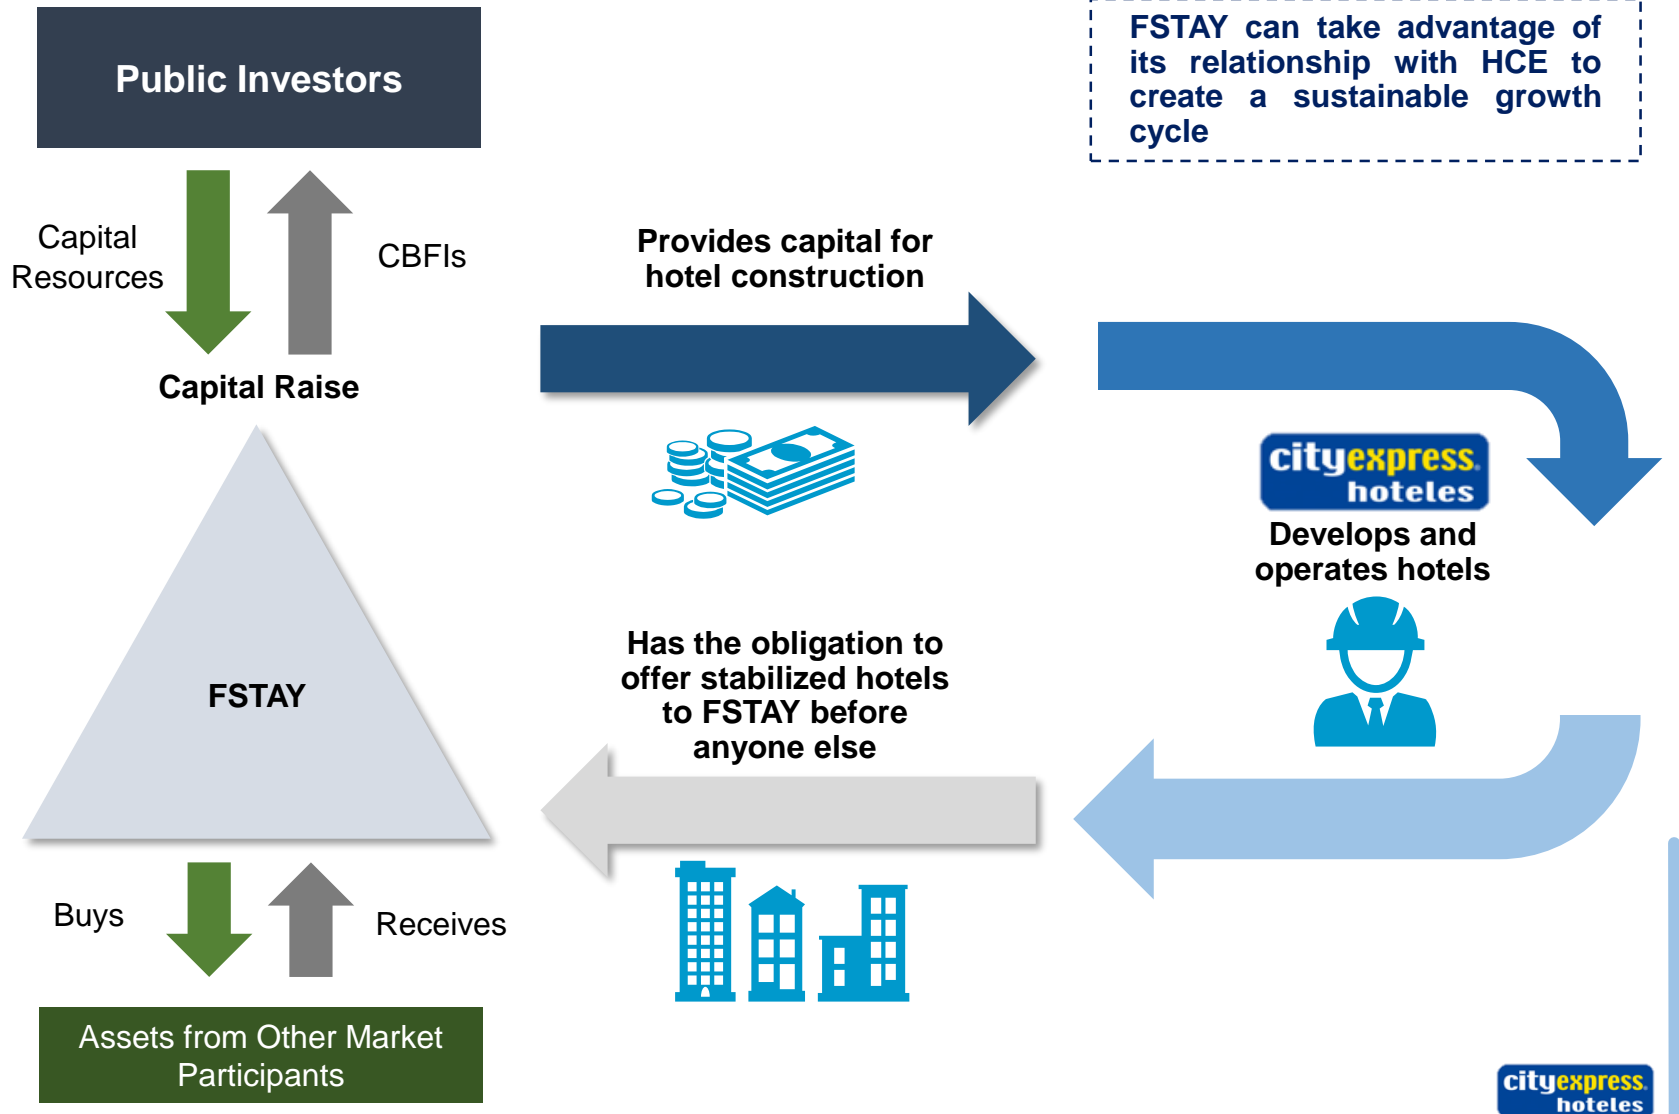 Public Investors
FSTAY can take advantage of
its relationship with HCE to
create a sustainable growth
cycle
Capital
Resources
CBFIs
Provides capital for
hotel construction
Capital Raise
cityexpress.
hoteles
Develops and
operates hotels
Has the obligation to
offer stabilized hotels
to FSTAY before
anyone else
FSTAY
Buys
Receives
Assets from Other Market
Participants
cityexpress.
hoteles